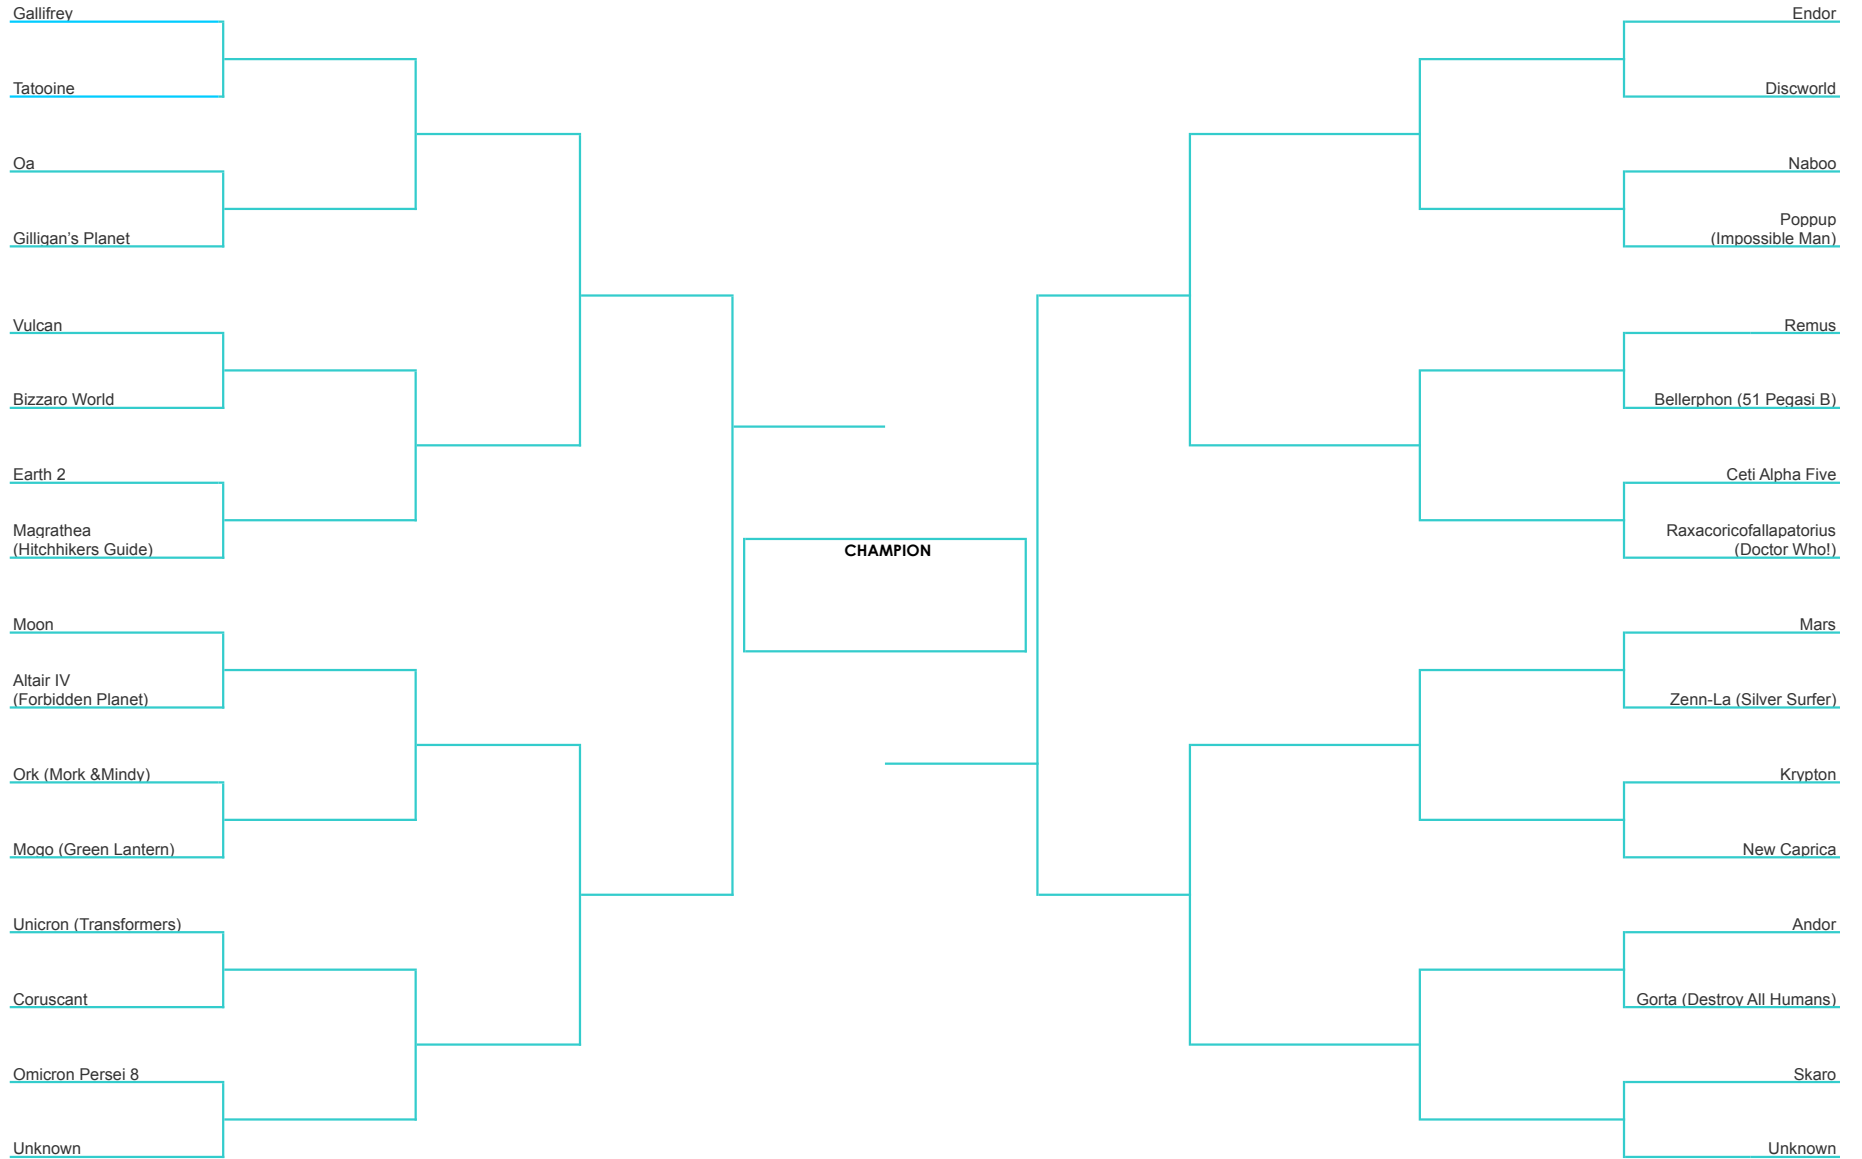 Gallifrey
Tatooine
Oa
Gilligan's Planet
Vulcan
Bizzaro World
Earth 2
Magrathea
(Hitchhikers Guide)
Moon
Altair IV
(Forbidden Planet)
Ork (Mork &Mindy)
Mogo (Green Lantern)
Unicron (Transformers)
Coruscant
Omicron Persei 8
Unknown
CHAMPION
Endor
Discworld
Naboo
Poppup
(Impossible Man)
Remus
Bellerphon (51 Pegasi B)
Ceti Alpha Five
Raxacoricofallapatorius
(Doctor Who!)
Mars
Zenn-La (Silver Surfer)
Krypton
New Caprica
Andor
Gorta (Destroy All Humans)
Skaro
Unknown